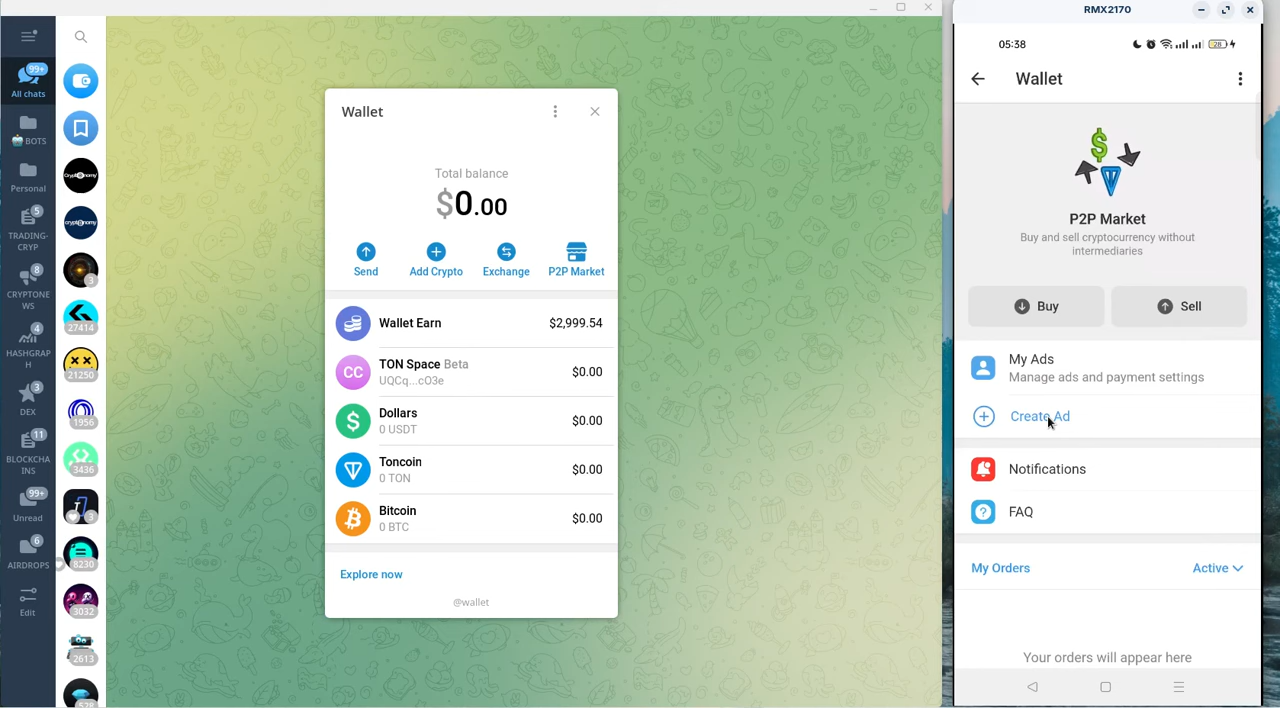 RMX2170
05:38
28
99+
All chats
BOTS
Personal
5
TRADING-
CRYP
8
CRYPTONE
WS
4
HASHGRAP
H
3
DEX
11
BLOCKCHA
INS
99+
Unread
6
AIRDROPS
Edit
3
27414
21250
1956
3436
3
8230
3032
2613
Wallet
Total balance
$0.00
Send
Add Crypto
Exchange
P2P Market
Wallet Earn
$2,999.54
CC
TON Space Beta
UQCq...cO3e
$0.00
Dollars
0 USDT
$0.00
Toncoin
0 TON
$0.00
Bitcoin
0 BTC
$0.00
Explore now
@wallet
Wallet
P2P Market
Buy and sell cryptocurrency without
intermediaries
Buy
Sell
My Ads
Manage ads and payment settings
Create Ad
Notifications
FAQ
My Orders
Active
Your orders will appear here